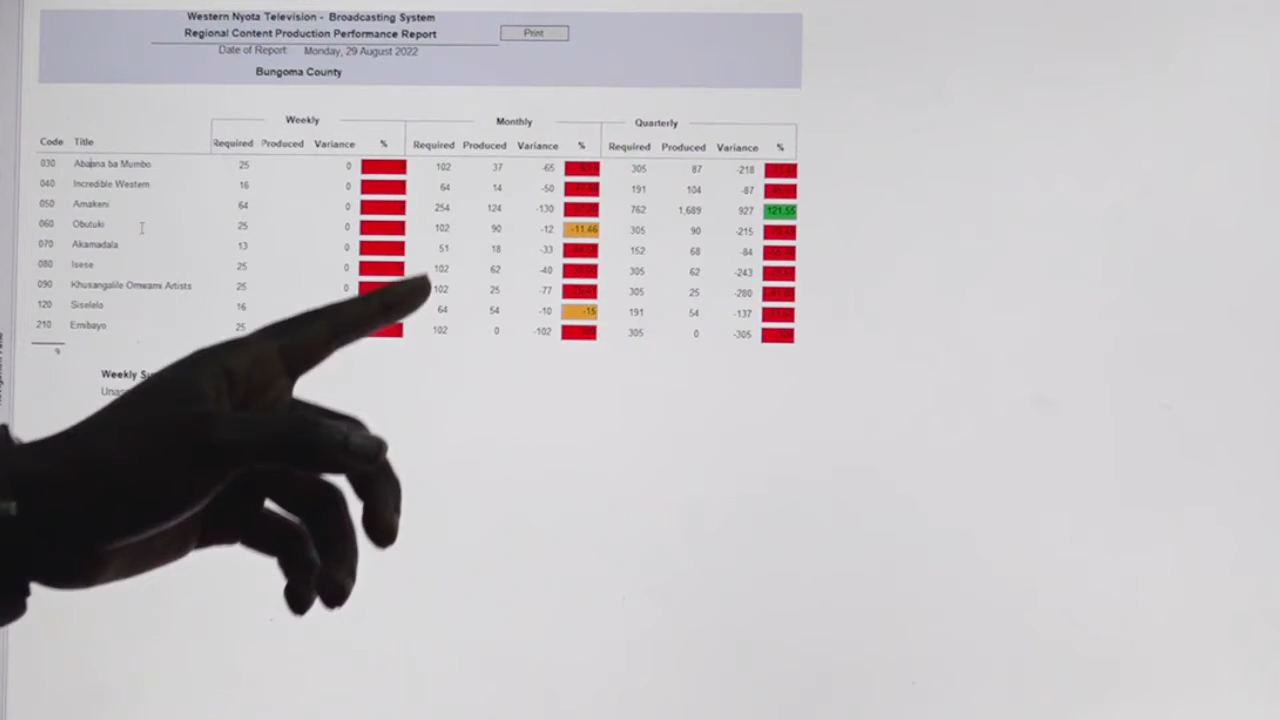 Western Nyota Television - Broadcasting System
Regional Content Production Performance Report
Print
Date of Report: Monday, 29 August 2022
Bungoma County
Weekly Monthly Quarterly
Code Title Required Produced Variance % Required Produced Variance % Required Produced Variance %
030 Abana ba Mumbo 25 0 102 37 -65 305 87 -218
040 Incredible Western 16 0 64 14 -50 191 104 -87
050 Amakeni 64 0 254 124 -130 762 1,689 927 121.55
060 Obutuki 25 0 102 90 -12 -11.46 305 90 -215
070 Akamadala 13 0 51 18 -33 152 68 -84
080 Isese 25 0 102 62 -40 305 62 -243
090 Khusangalile Omwami Artists 25 0 102 25 -77 305 25 -280
120 Siselelo 16 64 54 -10 -15 191 54 -137
210 Emibayo 25 102 0 -102 305 0 -305
9
Weekly